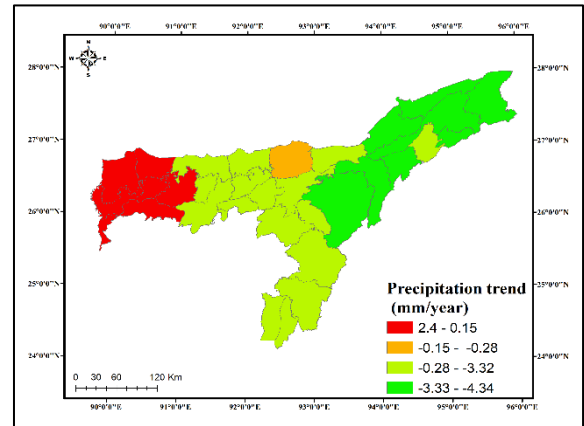 90°0'0"E 91°0'0"E 92°0'0"E 93°0'0"E 94°0'0"E 95°0'0"E 96°0'0"E
N
W E
S
28°0'0"N 28°0'0"N
27°0'0"N 27°0'0"N
26°0'0"N 26°0'0"N
25°0'0"N 25°0'0"N
24°0'0"N 24°0'0"N
Precipitation trend
(mm/year)
2.4 - 0.15
-0.15 - -0.28
-0.28 - -3.32
-3.33 - -4.34
0 30 60 120 Km
90°0'0"E 91°0'0"E 92°0'0"E 93°0'0"E 94°0'0"E 95°0'0"E 96°0'0"E